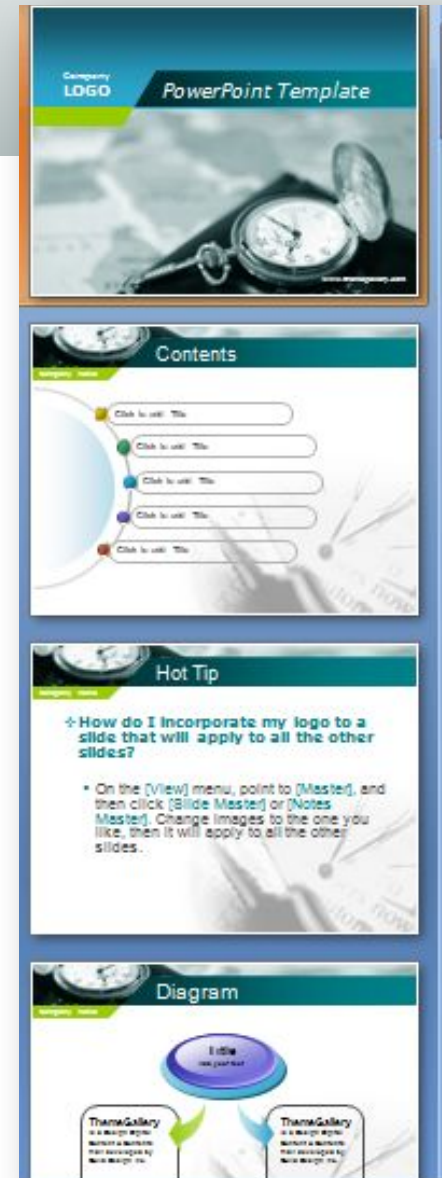 Company
LOGO
PowerPoint Template
www.themegallery.com
Contents
Click to add Title
Click to add Title
Click to add Title
Click to add Title
Click to add Title
Hot Tip
How do I incorporate my logo to a
slide that will apply to all the other
slides?
On the [View] menu, point to [Master], and
then click [Slide Master] or [Notes
Master]. Change images to the one you
like, then it will apply to all the other
slides.
Diagram
Title
ThemeGallery
ThemeGallery